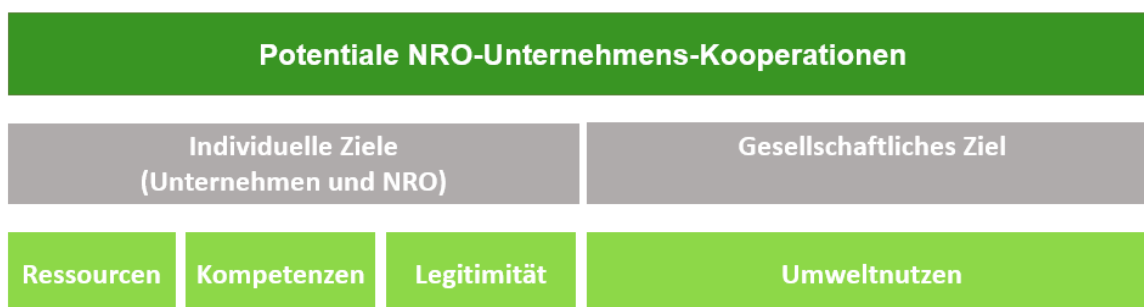 Potentiale NRO-Unternehmens-Kooperationen
Individuelle Ziele
(Unternehmen und NRO)
Gesellschaftliches Ziel
Ressourcen
Kompetenzen
Legitimität
Umweltnutzen